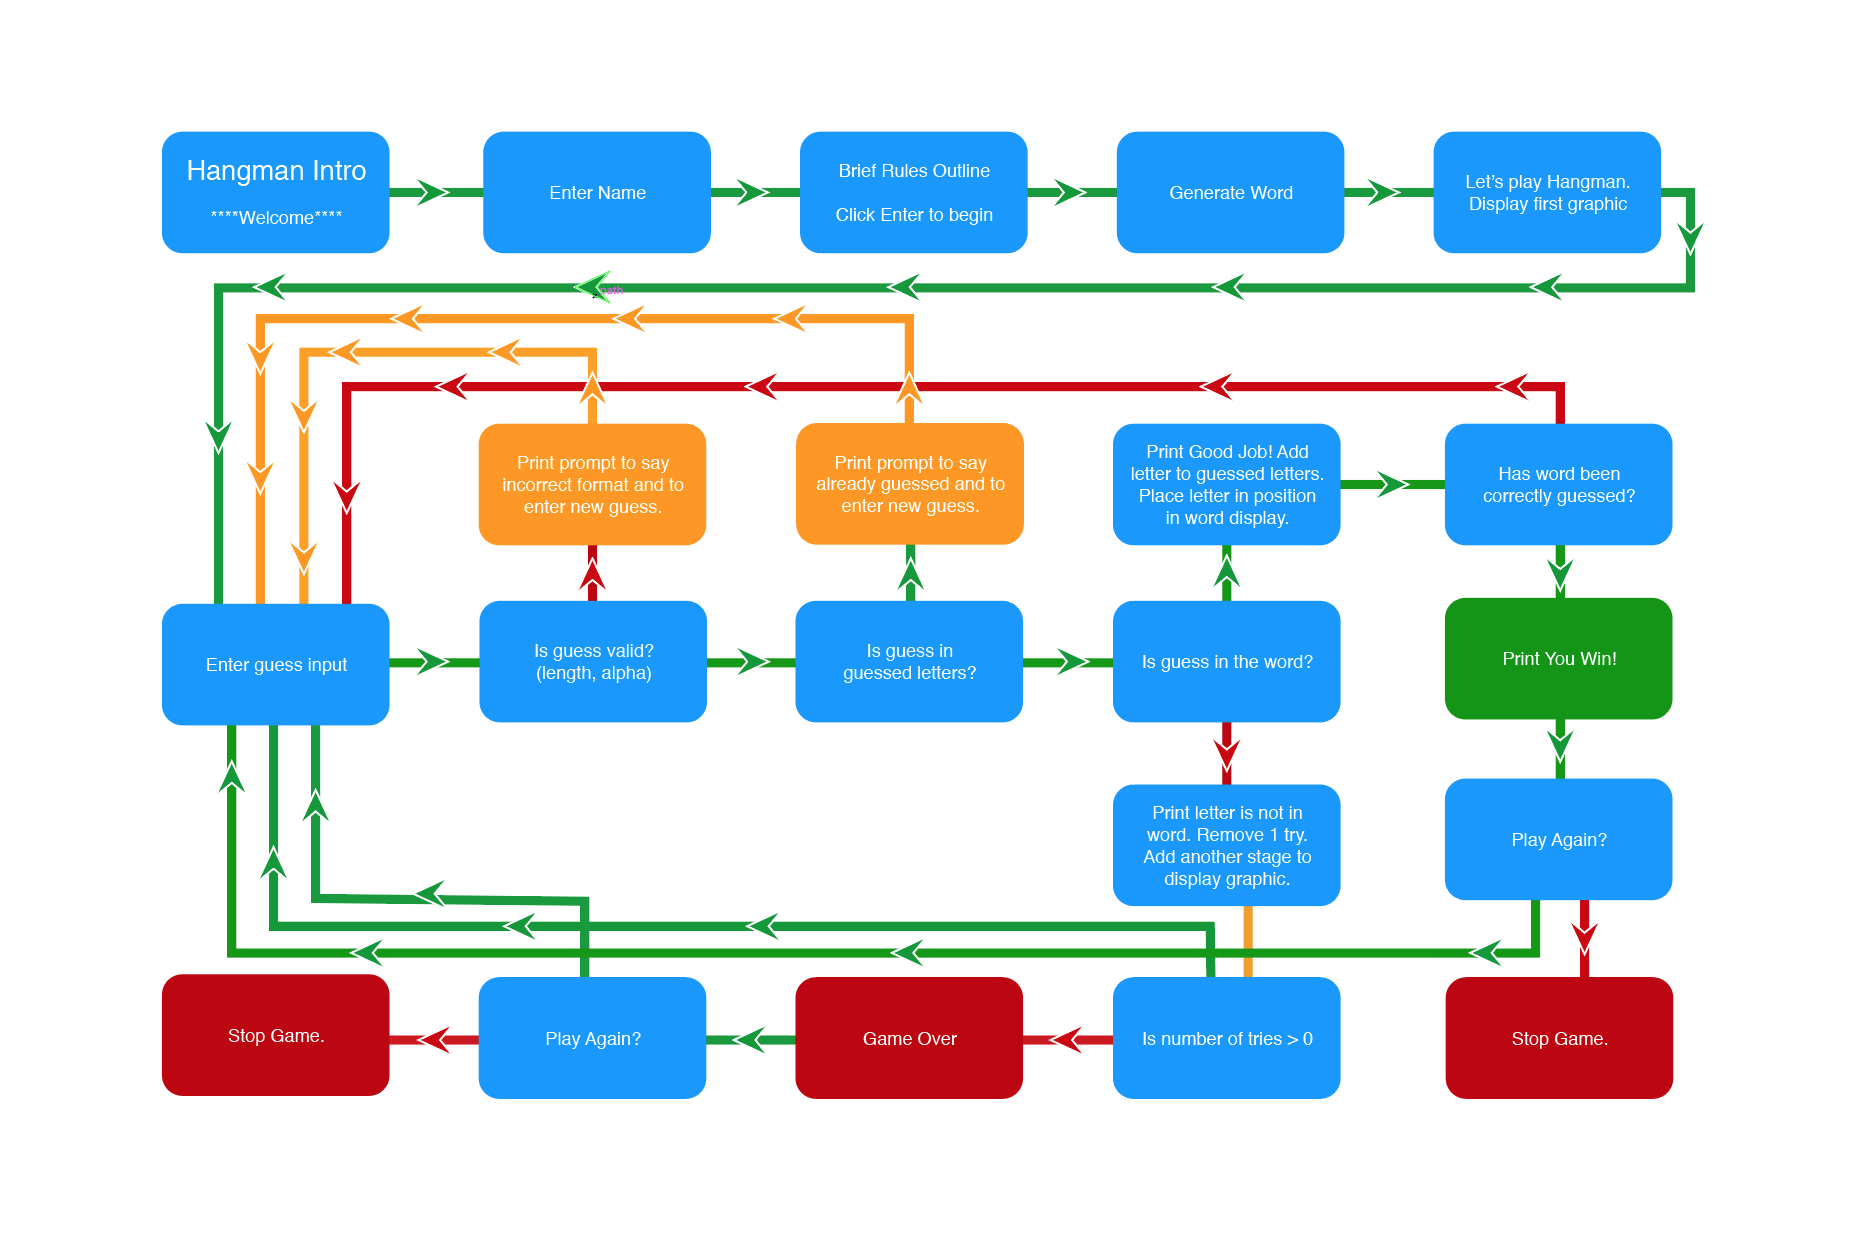 Hangman Intro
****Welcome****
Enter Name
Brief Rules Outline
Click Enter to begin
Generate Word
Let's play Hangman.
Display first graphic
path
Print prompt to say
incorrect format and to
enter new guess.
Print prompt to say
already guessed and to
enter new guess.
Print Good Job! Add
letter to guessed letters.
Place letter in position
in word display.
Has word been
correctly guessed?
Enter guess input
Is guess valid?
(length, alpha)
Is guess in
guessed letters?
Is guess in the word?
Print You Win!
Print letter is not in
word. Remove 1 try.
Add another stage to
display graphic.
Play Again?
Stop Game.
Play Again?
Game Over
Is number of tries > 0
Stop Game.